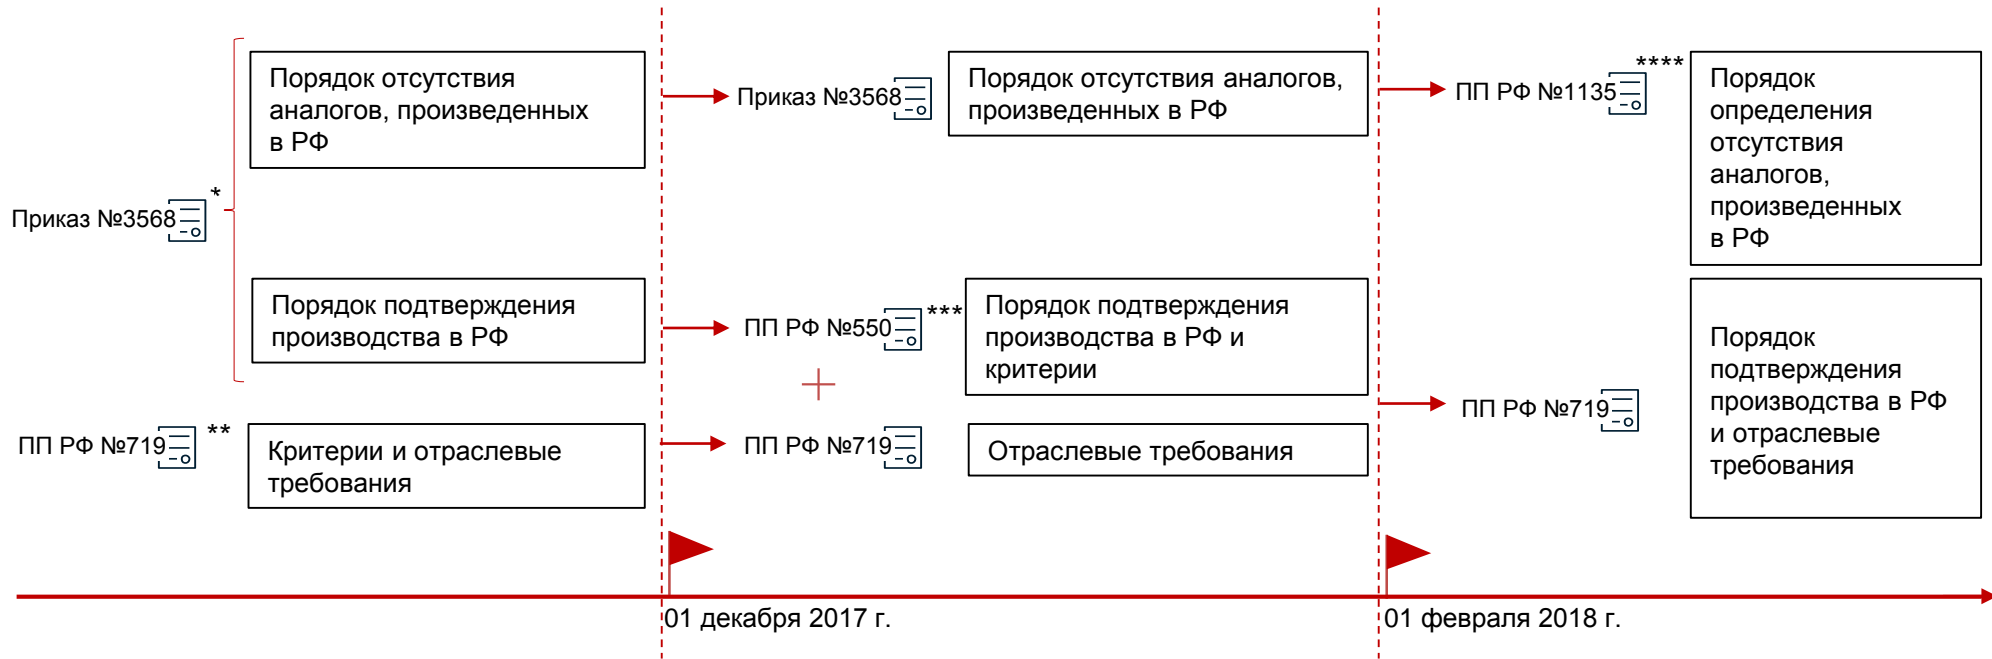 Приказ №3568 *
Порядок отсутствия
аналогов, произведенных
в РФ
Порядок подтверждения
производства в РФ
ПП РФ №719 **
Критерии и отраслевые
требования
Приказ №3568
Порядок отсутствия аналогов,
произведенных в РФ
ПП РФ №550 ***
Порядок подтверждения
производства в РФ и
критерии
ПП РФ №719
Отраслевые требования
ПП РФ №1135 ****
Порядок
определения
отсутствия
аналогов,
произведенных
в РФ
ПП РФ №719
Порядок
подтверждения
производства в РФ
и отраслевые
требования
01 декабря 2017 г.
01 февраля 2018 г.